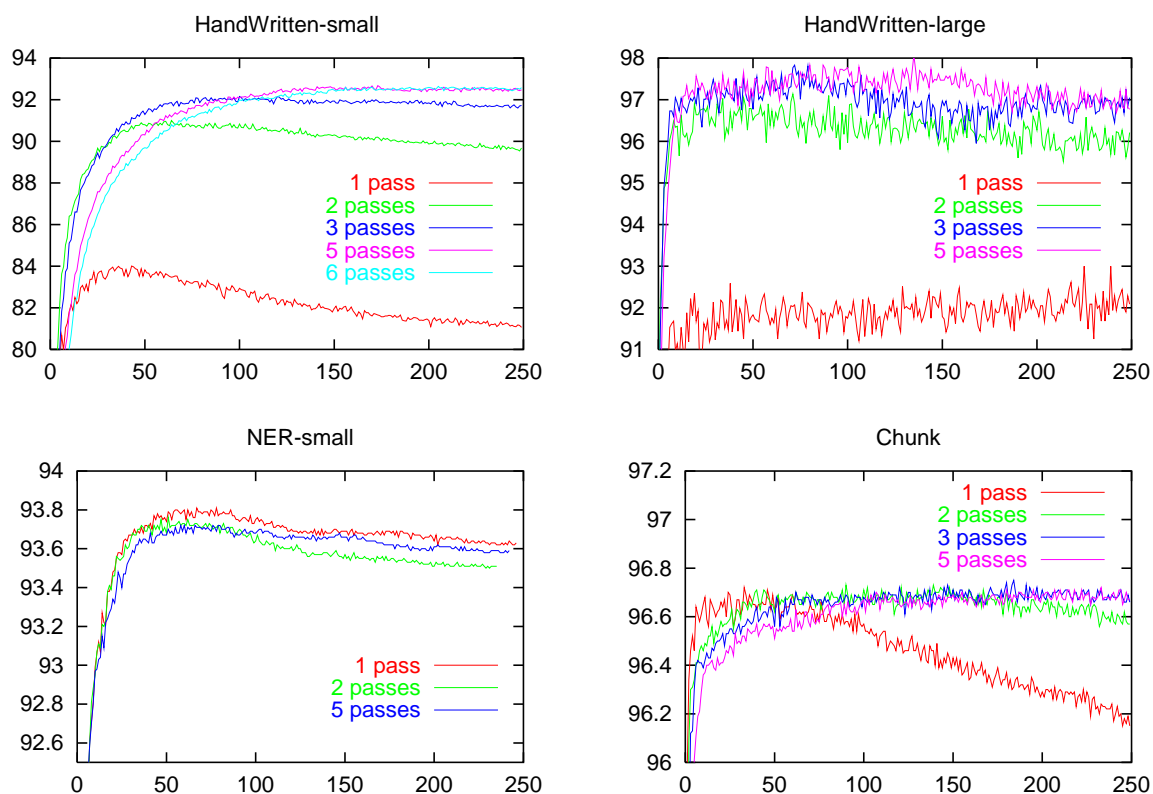 HandWritten-small
94
92
90
88
86
84
82
80
0 50 100 150 200 250
1 pass
2 passes
3 passes
5 passes
6 passes
HandWritten-large
98
97
96
95
94
93
92
91
0 50 100 150 200 250
1 pass
2 passes
3 passes
5 passes
NER-small
94
93.8
93.6
93.4
93.2
93
92.8
92.6
0 50 100 150 200 250
1 pass
2 passes
5 passes
Chunk
97.2
97
96.8
96.6
96.4
96.2
96
0 50 100 150 200 250
1 pass
2 passes
3 passes
5 passes